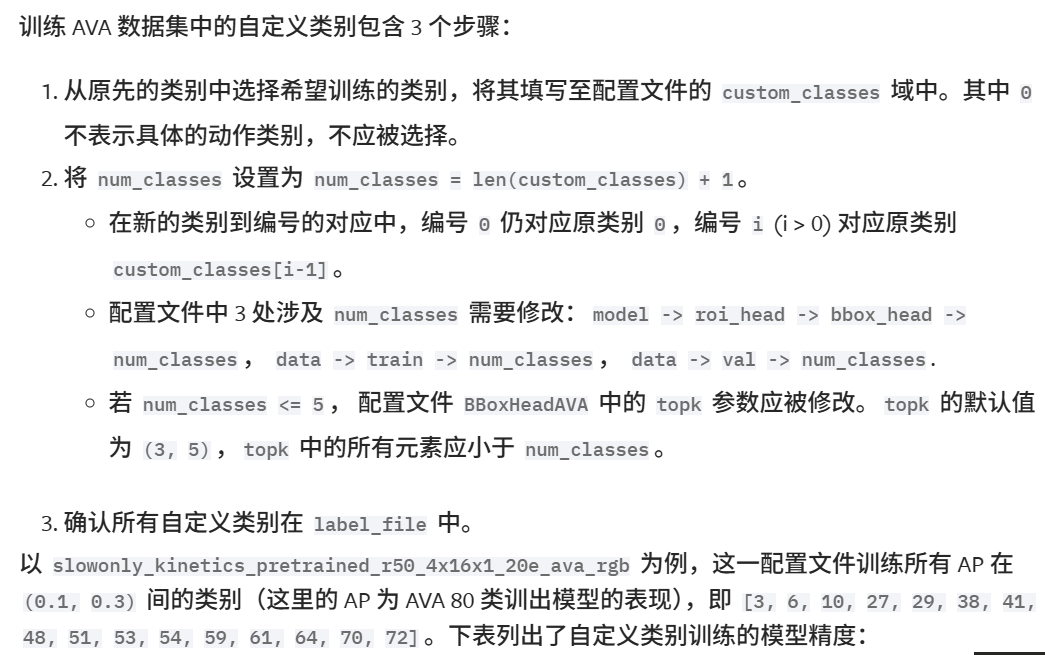 训练 AVA 数据集中的自定义类别包含 3 个步骤：
1. 从原先的类别中选择希望训练的类别，将其填写至配置文件的 custom_classes 域中。其中 0
不表示具体的动作类别，不应被选择。
2. 将 num_classes 设置为 num_classes = len(custom_classes) + 1。
○ 在新的类别到编号的对应中，编号 0 仍对应原类别 0，编号 i (i > 0) 对应原类别
custom_classes[i-1]。
○ 配置文件中 3 处涉及 num_classes 需要修改： model -> roi_head -> bbox_head ->
num_classes， data -> train -> num_classes， data -> val -> num_classes.
○ 若 num_classes <= 5， 配置文件 BBoxHeadAVA 中的 topk 参数应被修改。topk 的默认值
为 (3, 5)， topk 中的所有元素应小于 num_classes。
3. 确认所有自定义类别在 label_file 中。
以 slowonly_kinetics_pretrained_r50_4x16x1_20e_ava_rgb 为例，这一配置文件训练所有 AP 在
(0.1, 0.3) 间的类别（这里的 AP 为 AVA 80 类训出模型的表现），即 [3, 6, 10, 27, 29, 38, 41,
48, 51, 53, 54, 59, 61, 64, 70, 72]。下表列出了自定义类别训练的模型精度：